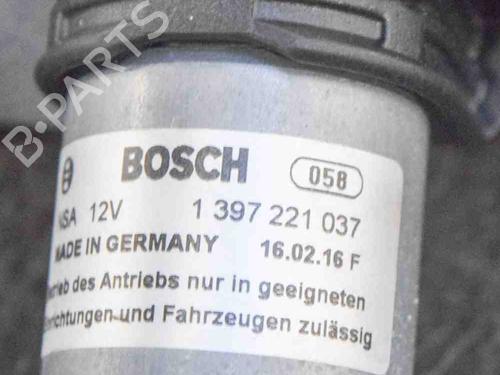 B-PARTS
BOSCH 058
12V 1 397 221 037
MADE IN GERMANY 16.02.16 F
des Antriebs nur in geeigneten
und Fahrzeugen zulässig